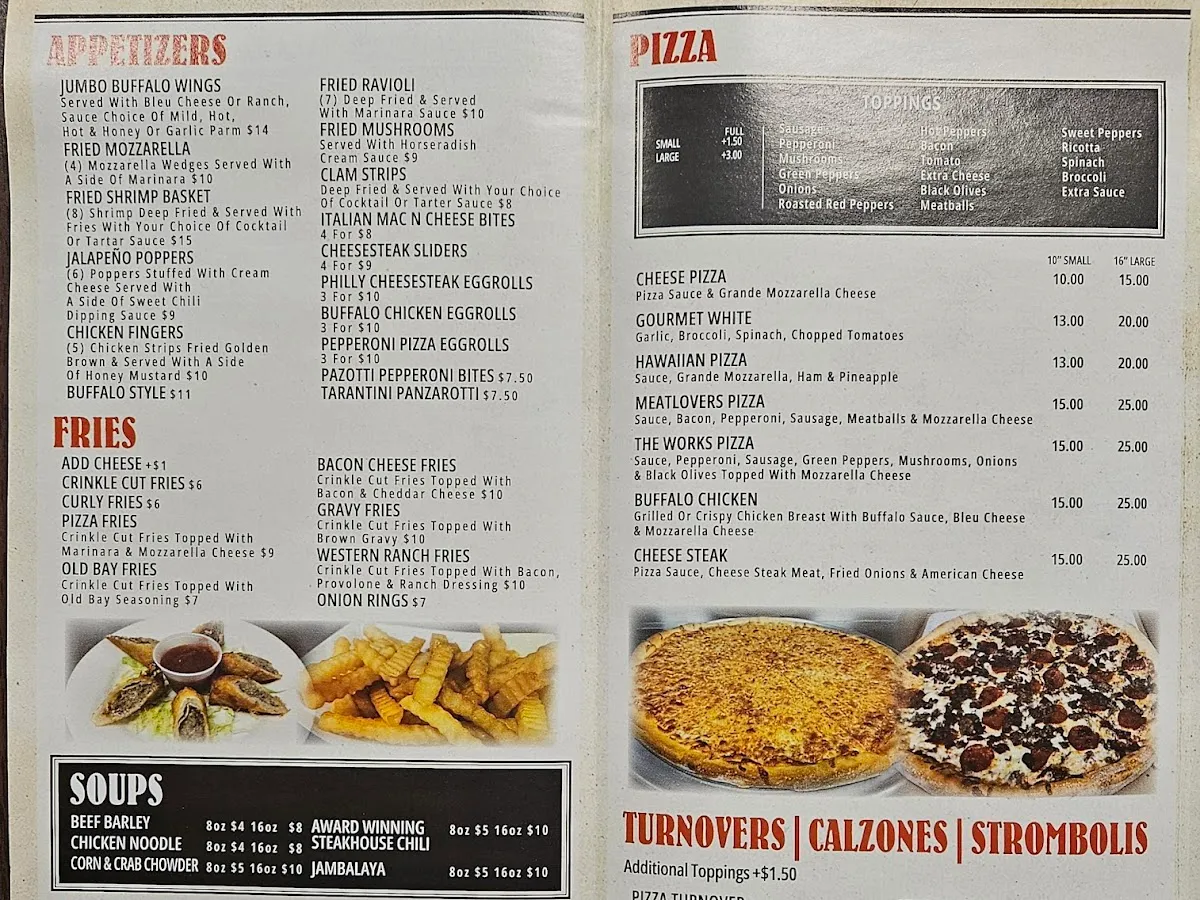 APPETIZERS
JUMBO BUFFALO WINGS
Served With Bleu Cheese Or Ranch,
Sauce Choice Of Mild, Hot,
Hot & Honey Or Garlic Parm $14
FRIED MOZZARELLA
(4) Mozzarella Wedges Served With
A Side Of Marinara $10
FRIED SHRIMP BASKET
(8) Shrimp Deep Fried & Served With
Fries With Your Choice Of Cocktail
Or Tartar Sauce $15
JALAPEÑO POPPERS
(6) Poppers Stuffed With Cream
Cheese Served With
A Side Of Sweet Chili
Dipping Sauce $9
CHICKEN FINGERS
(5) Chicken Strips Fried Golden
Brown & Served With A Side
Of Honey Mustard $10
BUFFALO STYLE $11
FRIED RAVIOLI
(7) Deep Fried & Served
With Marinara Sauce $10
FRIED MUSHROOMS
Served With Horseradish
Cream Sauce $9
CLAM STRIPS
Deep Fried & Served With Your Choice
Of Cocktail Or Tarter Sauce $8
ITALIAN MAC N CHEESE BITES
4 For $8
CHEESESTEAK SLIDERS
4 For $9
PHILLY CHEESESTEAK EGGROLLS
3 For $10
BUFFALO CHICKEN EGGROLLS
3 For $10
PEPPERONI PIZZA EGGROLLS
3 For $10
PAZOTTI PEPPERONI BITES $7.50
TARANTINI PANZAROTTI $7.50
FRIES
ADD CHEESE +$1
CRINKLE CUT FRIES $6
CURLY FRIES $6
PIZZA FRIES
Crinkle Cut Fries Topped With
Marinara & Mozzarella Cheese $9
OLD BAY FRIES
Crinkle Cut Fries Topped With
Old Bay Seasoning $7
BACON CHEESE FRIES
Crinkle Cut Fries Topped With
Bacon & Cheddar Cheese $10
GRAVY FRIES
Crinkle Cut Fries Topped With
Brown Gravy $10
WESTERN RANCH FRIES
Crinkle Cut Fries Topped With Bacon,
Provolone & Ranch Dressing $10
ONION RINGS $7
SOUPS
BEEF BARLEY 8oz $4 16oz $8
CHICKEN NOODLE 8oz $4 16oz $8
CORN & CRAB CHOWDER 8oz $5 16oz $10
AWARD WINNING 8oz $5 16oz $10
STEAKHOUSE CHILI
JAMBALAYA 8oz $5 16oz $10
PIZZA
TOPPINGS
FULL
SMALL +1.50
LARGE +3.00
Sausage
Pepperoni
Mushrooms
Green Peppers
Onions
Roasted Red Peppers
Hot Peppers
Bacon
Tomato
Extra Cheese
Black Olives
Meatballs
Sweet Peppers
Ricotta
Spinach
Broccoli
Extra Sauce
10" SMALL 16" LARGE
CHEESE PIZZA 10.00 15.00
Pizza Sauce & Grande Mozzarella Cheese
GOURMET WHITE 13.00 20.00
Garlic, Broccoli, Spinach, Chopped Tomatoes
HAWAIIAN PIZZA 13.00 20.00
Sauce, Grande Mozzarella, Ham & Pineapple
MEATLOVERS PIZZA 15.00 25.00
Sauce, Bacon, Pepperoni, Sausage, Meatballs & Mozzarella Cheese
THE WORKS PIZZA 15.00 25.00
Sauce, Pepperoni, Sausage, Green Peppers, Mushrooms, Onions
& Black Olives Topped With Mozzarella Cheese
BUFFALO CHICKEN 15.00 25.00
Grilled Or Crispy Chicken Breast With Buffalo Sauce, Bleu Cheese
& Mozzarella Cheese
CHEESE STEAK 15.00 25.00
Pizza Sauce, Cheese Steak Meat, Fried Onions & American Cheese
TURNOVERS | CALZONES | STROMBOLIS
Additional Toppings +$1.50
PIZZA TURNOVER